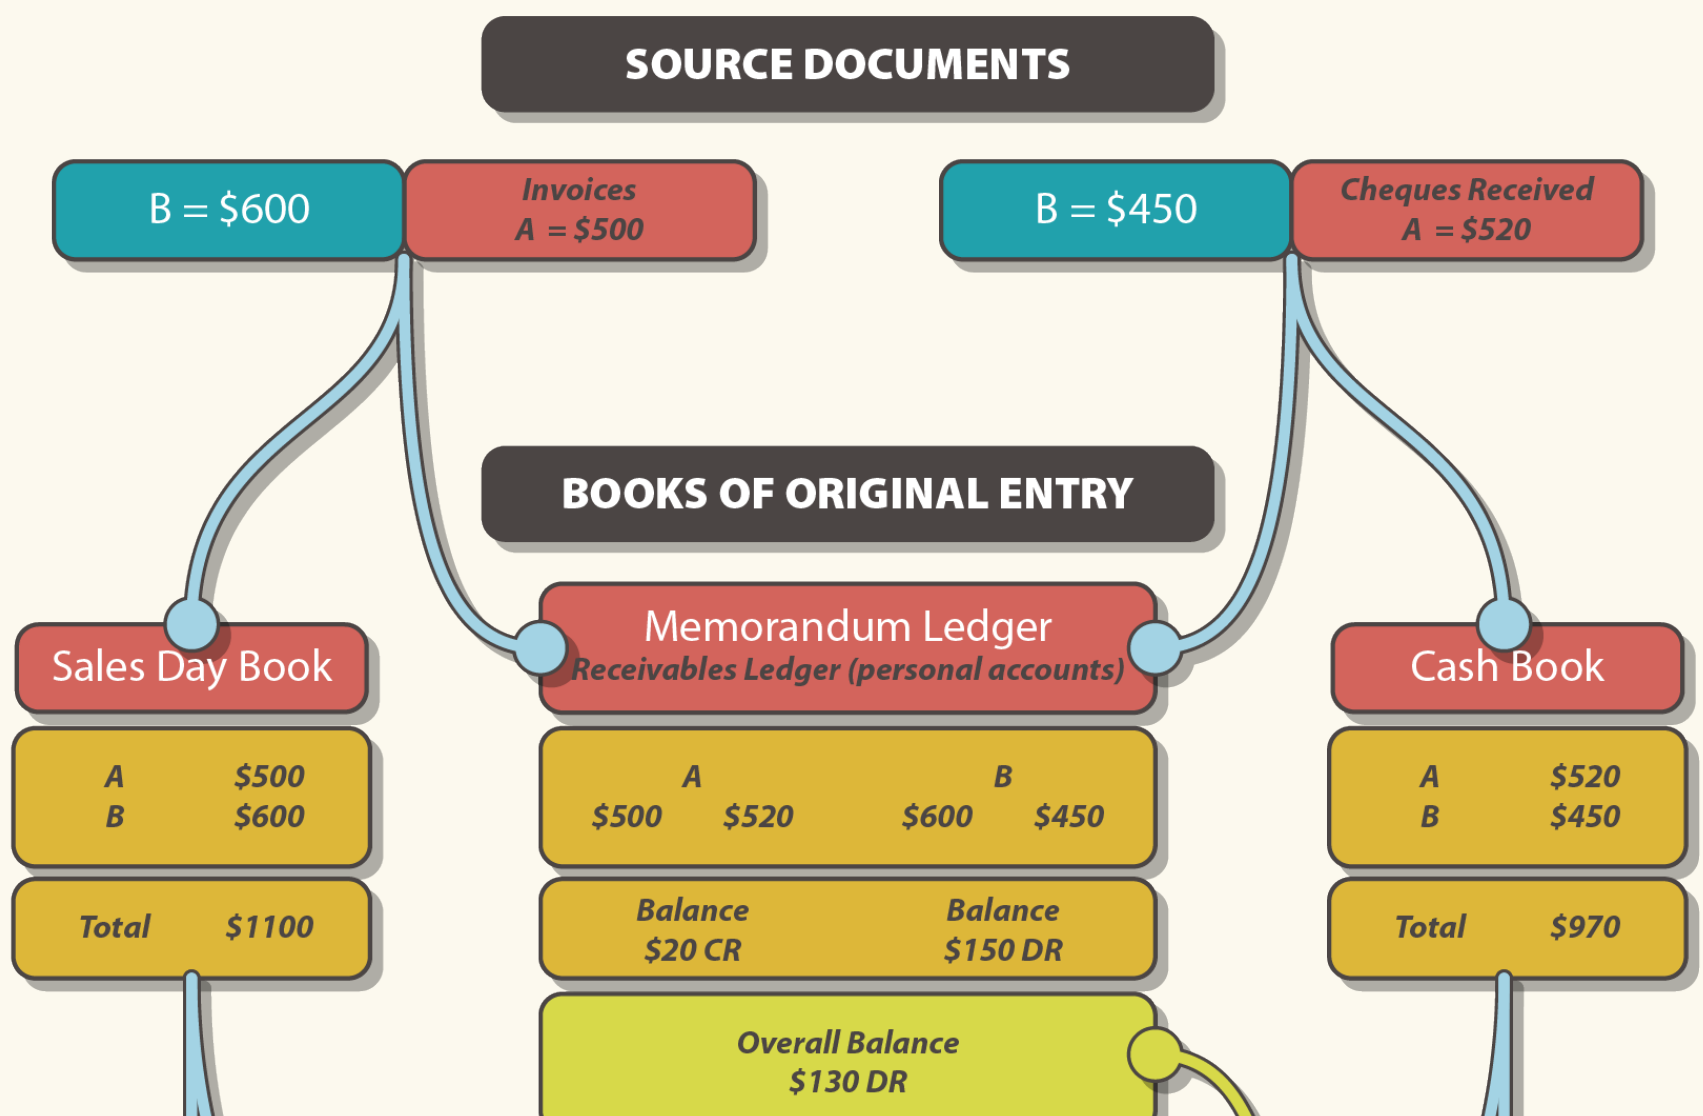 SOURCE DOCUMENTS
B = $600
Invoices
A = $500
B = $450
Cheques Received
A = $520
BOOKS OF ORIGINAL ENTRY
Sales Day Book
A $500
B $600
Total $1100
Memorandum Ledger
Receivables Ledger (personal accounts)
A B
$500 $520 $600 $450
Balance Balance
$20 CR $150 DR
Overall Balance
$130 DR
Cash Book
A $520
B $450
Total $970